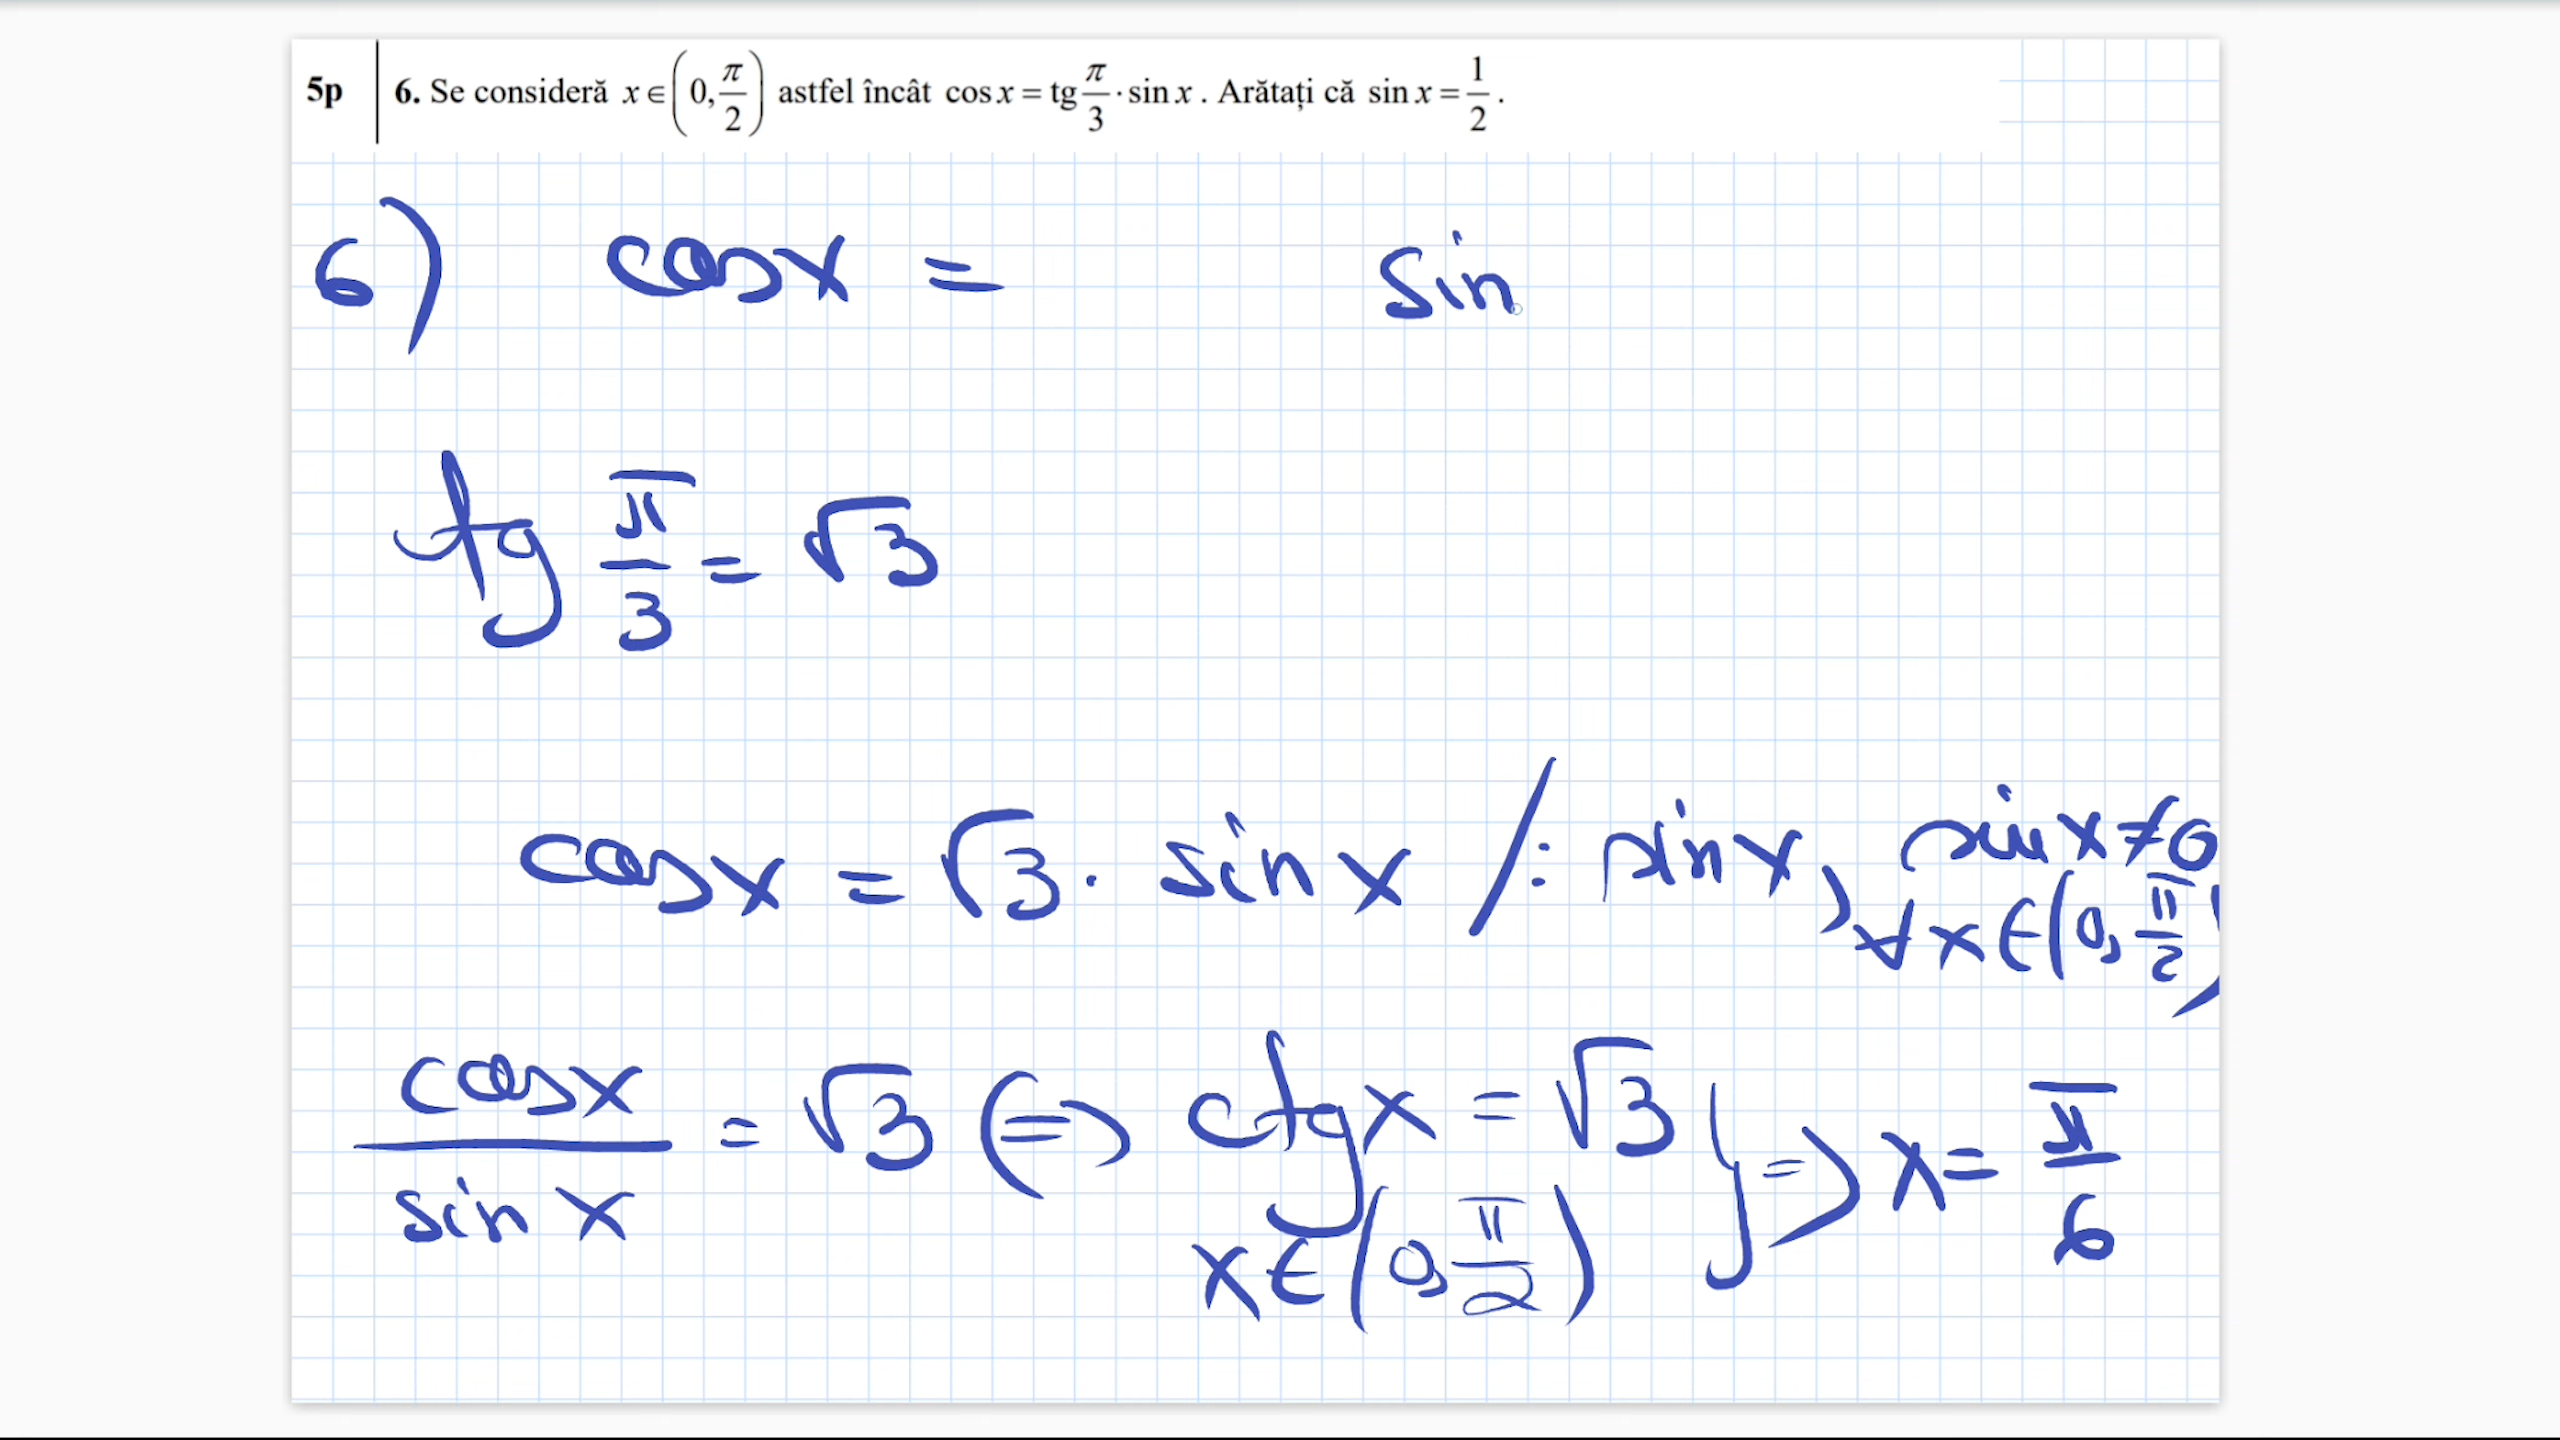 5p 6. Se consideră x ∈ (0, π/2) astfel încât cos x = tg π/3 · sin x . Arătați că sin x = 1/2 .
6) cos x = sin
tg π/3 = √3
cos x = √3 · sin x / : sin x, sin x ≠ 0
∀ x ∈ (0, π/2)
cos x / sin x = √3 (=) ctg x = √3 } => x = π/6
x ∈ (0, π/2)